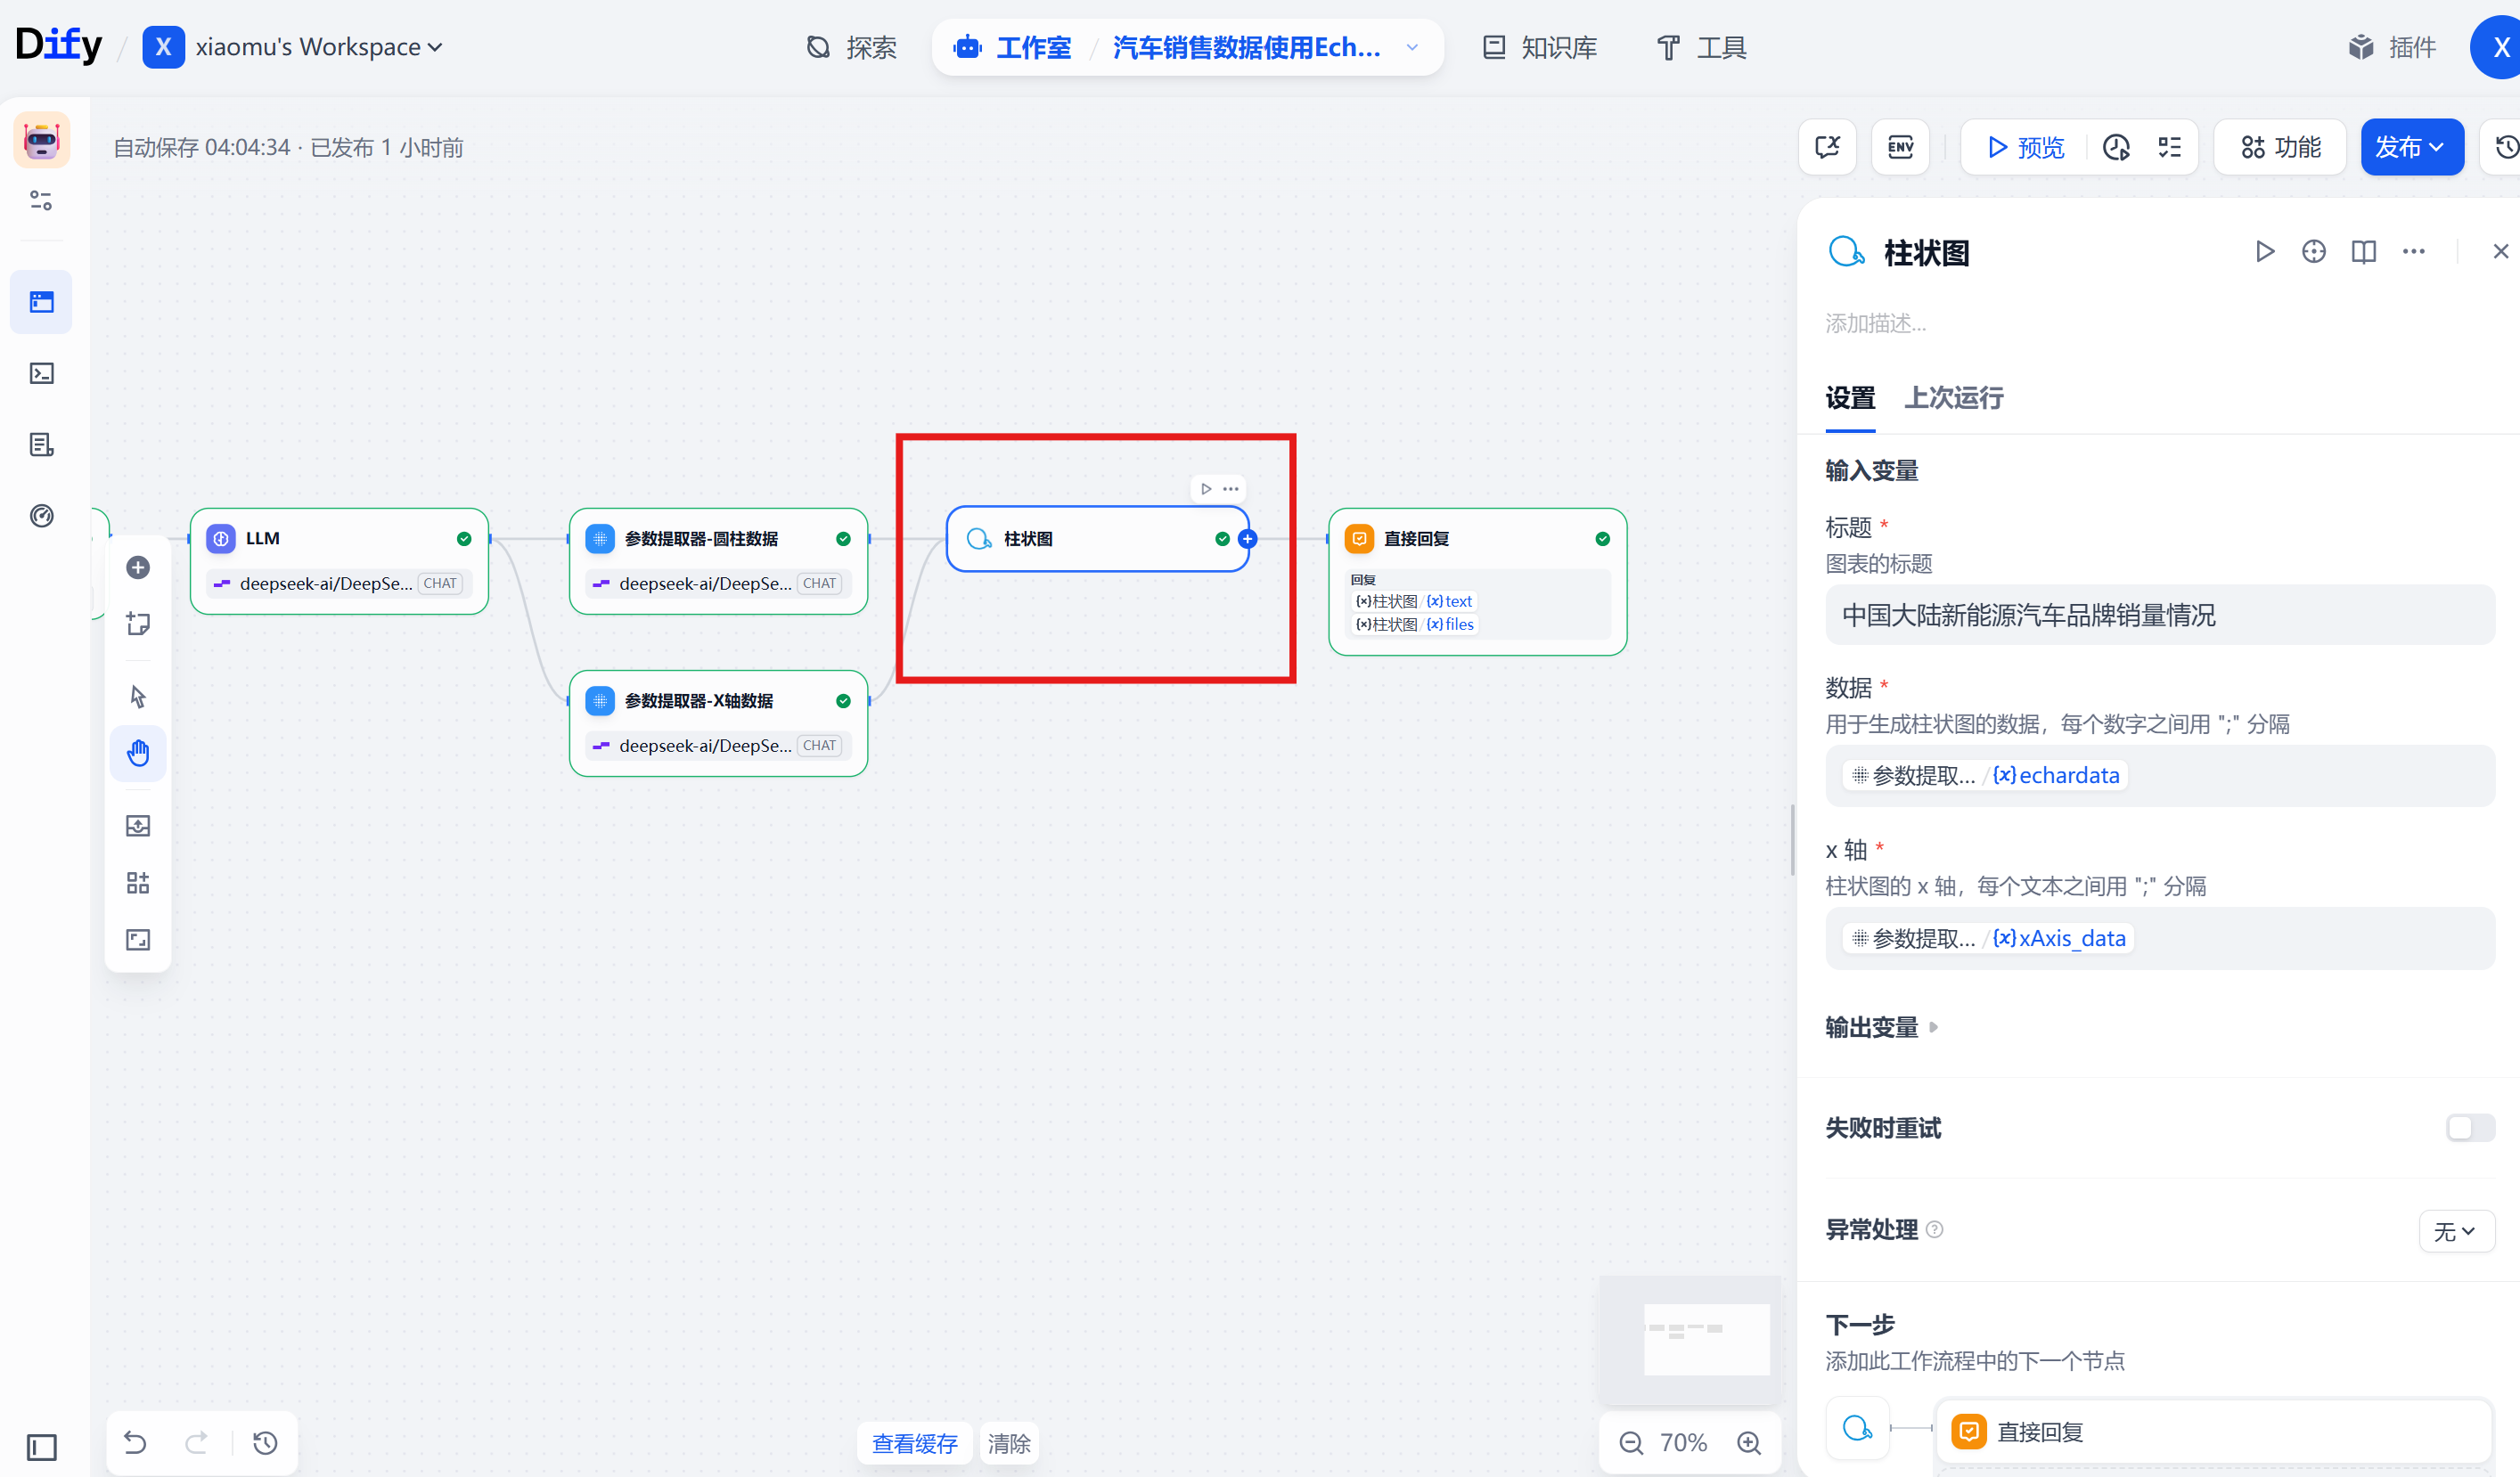 Dify / X xiaomu's Workspace
探索
工作室 / 汽车销售数据使用Ech...
知识库
工具
插件
X
自动保存 04:04:34 · 已发布 1 小时前
ENV
预览
功能
发布
柱状图
添加描述...
设置 上次运行
输入变量
标题 *
图表的标题
中国大陆新能源汽车品牌销量情况
数据 *
用于生成柱状图的数据，每个数字之间用 ";" 分隔
参数提取... / {x} echardata
x 轴 *
柱状图的 x 轴，每个文本之间用 ";" 分隔
参数提取... / {x} xAxis_data
输出变量
失败时重试
异常处理
无
下一步
添加此工作流程中的下一个节点
直接回复
LLM
deepseek-ai/DeepSe... CHAT
参数提取器-圆柱数据
deepseek-ai/DeepSe... CHAT
参数提取器-X轴数据
deepseek-ai/DeepSe... CHAT
柱状图
直接回复
回复
{x} 柱状图 / {x} text
{x} 柱状图 / {x} files
查看缓存 清除
70%